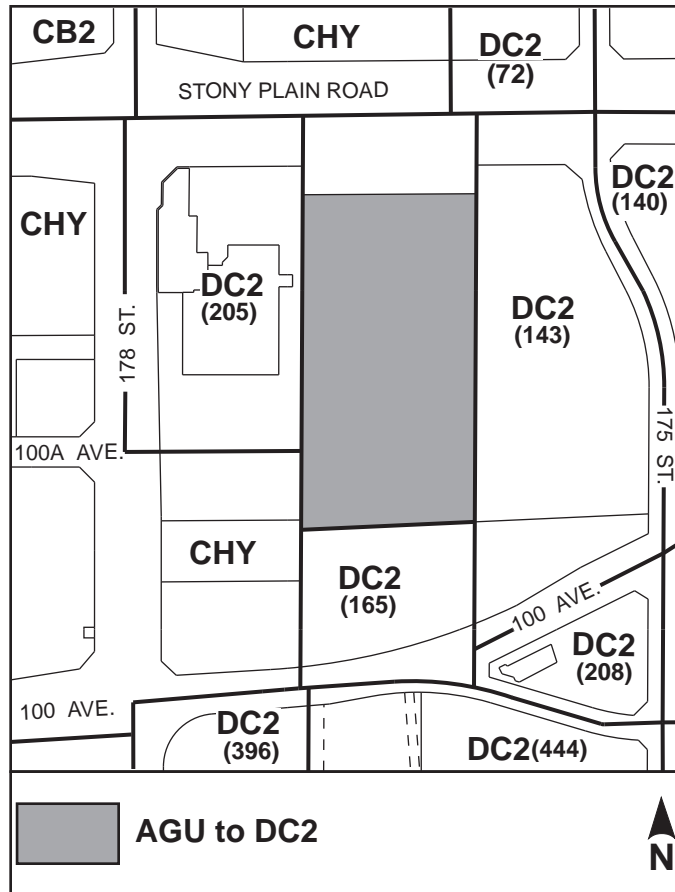 CB2
CHY
DC2
(72)
STONY PLAIN ROAD
DC2
(140)
CHY
DC2
(205)
DC2
(143)
178 ST.
175 ST.
100A AVE.
CHY
DC2
(165)
100 AVE.
DC2
(208)
100 AVE.
DC2
(396)
DC2(444)
AGU to DC2
N